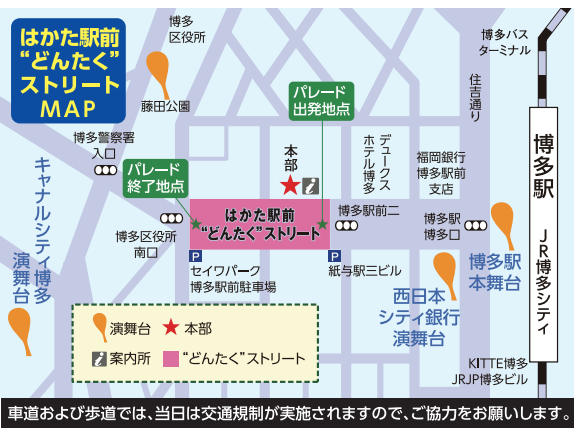 はかた駅前
“どんたく”
ストリート
MAP
博多
区役所
藤田公園
博多警察署
入口
パレード
終了地点
パレード
出発地点
本部
デュークス
ホテル博多
福岡銀行
博多駅前
支店
住吉通り
博多バス
ターミナル
博多駅
JR博多シティ
キャナルシティ博多
演舞台
博多区役所
南口
はかた駅前
“どんたく”ストリート
博多駅前二
博多駅
博多口
博多駅
本舞台
P
セイワパーク
博多駅前駐車場
P
紙与駅三ビル
西日本
シティ銀行
演舞台
演舞台
本部
案内所
“どんたく”ストリート
KITTE博多
JRJP博多ビル
車道および歩道では、当日は交通規制が実施されますので、ご協力をお願いします。